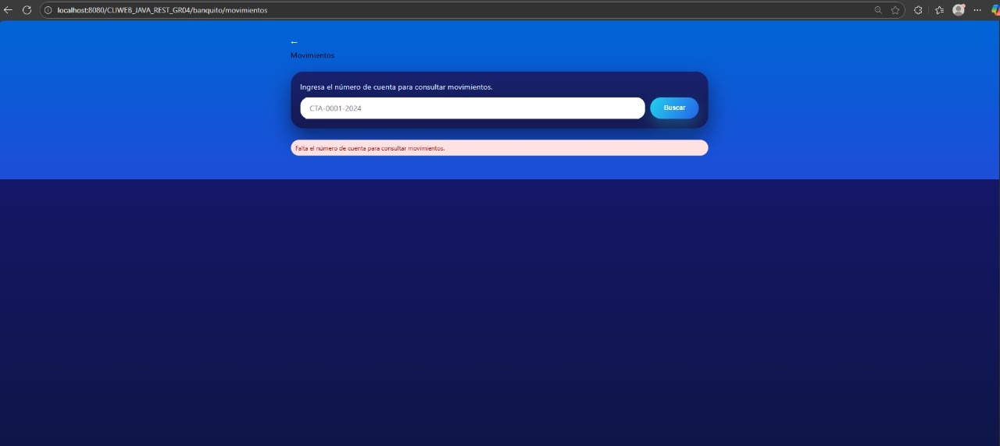 localhost:8080/CLIWEB_JAVA_REST_GR04/banquito/movimientos
←
Movimientos
Ingresa el número de cuenta para consultar movimientos.
CTA-0001-2024
Buscar
Falta el número de cuenta para consultar movimientos.